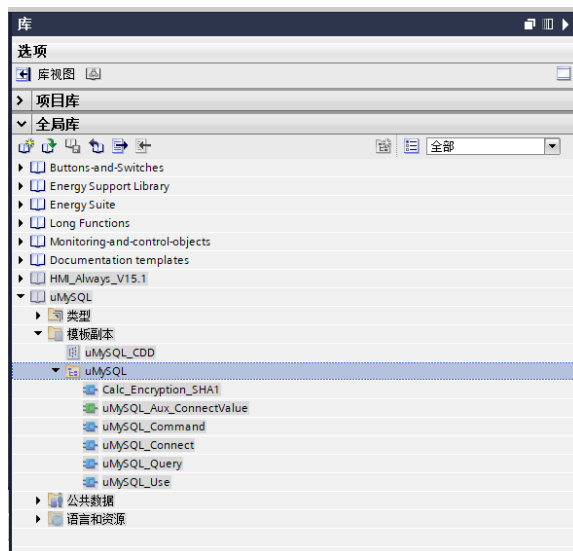 库
选项
库视图
项目库
全局库
全部
Buttons-and-Switches
Energy Support Library
Energy Suite
Long Functions
Monitoring-and-control-objects
Documentation templates
HMI_Always_V15.1
uMySQL
类型
模板副本
uMySQL_CDD
uMySQL
Calc_Encryption_SHA1
uMySQL_Aux_ConnectValue
uMySQL_Command
uMySQL_Connect
uMySQL_Query
uMySQL_Use
公共数据
语言和资源